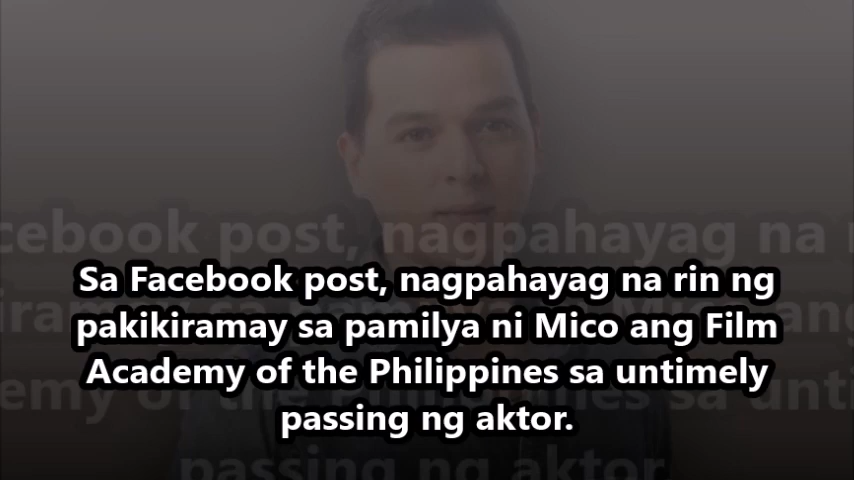 Sa Facebook post, nagpahayag na rin ng
pakikiramay sa pamilya ni Mico ang Film
Academy of the Philippines sa untimely
passing ng aktor.